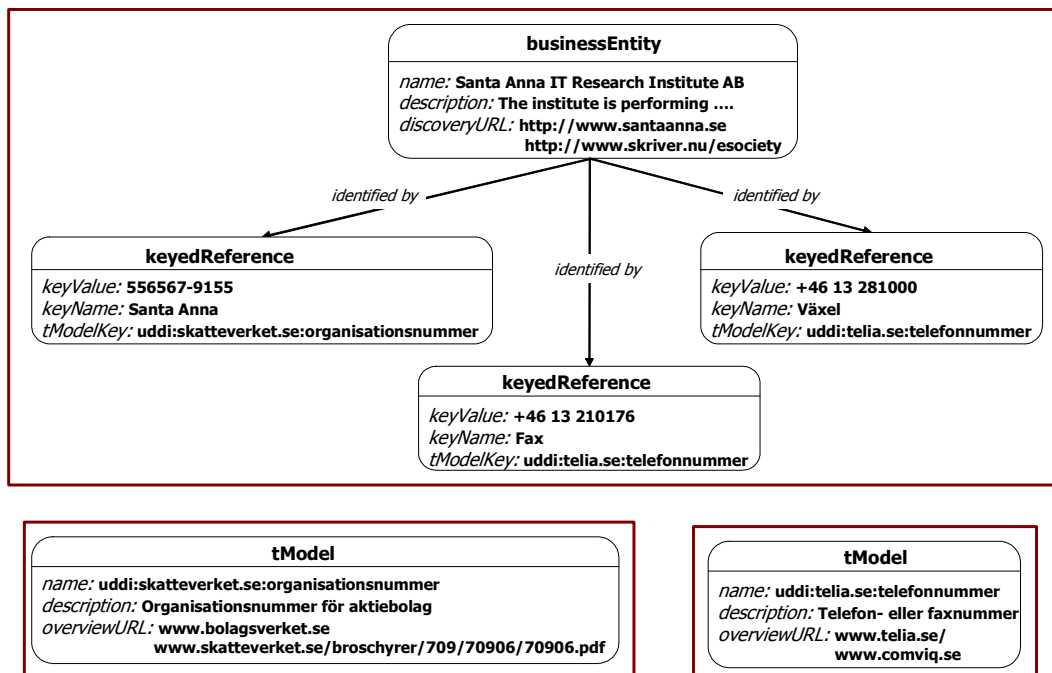 businessEntity
name: Santa Anna IT Research Institute AB
description: The institute is performing ....
discoveryURL: http://www.santaanna.se
http://www.skriver.nu/esociety
identified by
identified by
identified by
keyedReference
keyValue: 556567-9155
keyName: Santa Anna
tModelKey: uddi:skatteverket.se:organisationsnummer
keyedReference
keyValue: +46 13 281000
keyName: Växel
tModelKey: uddi:telia.se:telefonnummer
keyedReference
keyValue: +46 13 210176
keyName: Fax
tModelKey: uddi:telia.se:telefonnummer
tModel
name: uddi:skatteverket.se:organisationsnummer
description: Organisationsnummer för aktiebolag
overviewURL: www.bolagsverket.se
www.skatteverket.se/broschyrer/709/70906/70906.pdf
tModel
name: uddi:telia.se:telefonnummer
description: Telefon- eller faxnummer
overviewURL: www.telia.se/
www.comviq.se